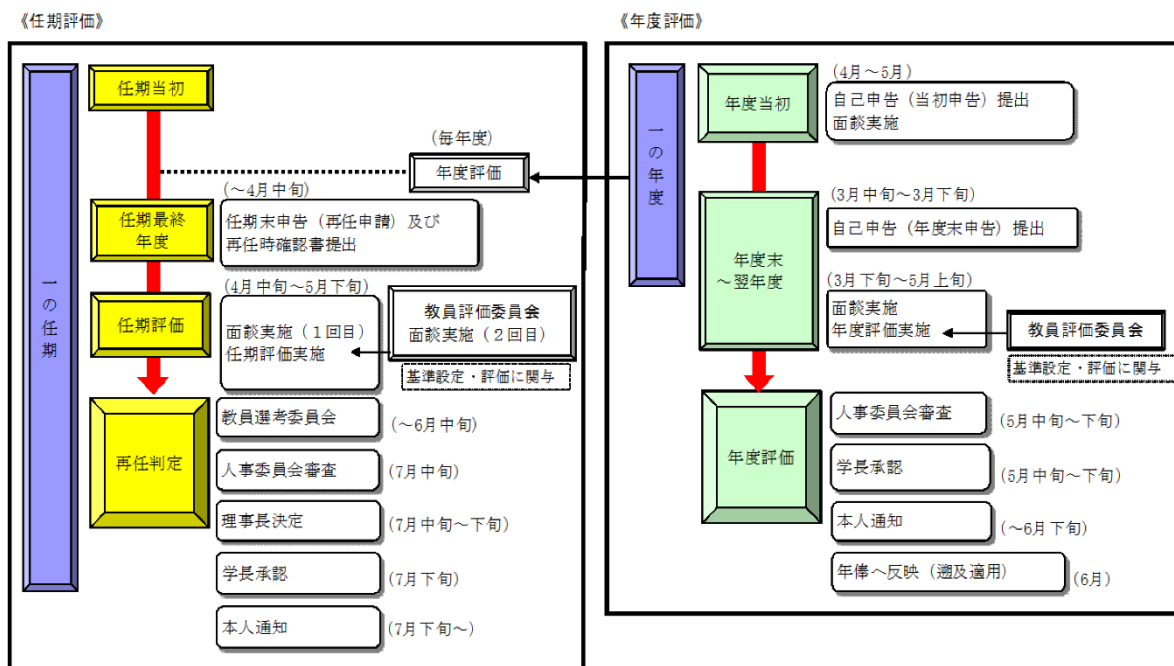 《任期評価》
一の任期
任期当初
(毎年度)
年度評価
(～4月中旬)
任期最終
年度
任期末申告（再任申請）及び
再任時確認書提出
(4月中旬～5月下旬)
任期評価
面談実施（１回目）
任期評価実施
教員評価委員会
面談実施（２回目）
基準設定・評価に関与
再任判定
教員選考委員会
(～6月中旬)
人事委員会審査
(7月中旬)
理事長決定
(7月中旬～下旬)
学長承認
(7月下旬)
本人通知
(7月下旬～)
《年度評価》
一の年度
年度当初
(4月～5月)
自己申告（当初申告）提出
面談実施
(3月中旬～3月下旬)
自己申告（年度末申告）提出
年度末
～翌年度
(3月下旬～5月上旬)
面談実施
年度評価実施
教員評価委員会
基準設定・評価に関与
年度評価
人事委員会審査
(5月中旬～下旬)
学長承認
(5月中旬～下旬)
本人通知
(～6月下旬)
年俸へ反映（遡及適用）
(6月)